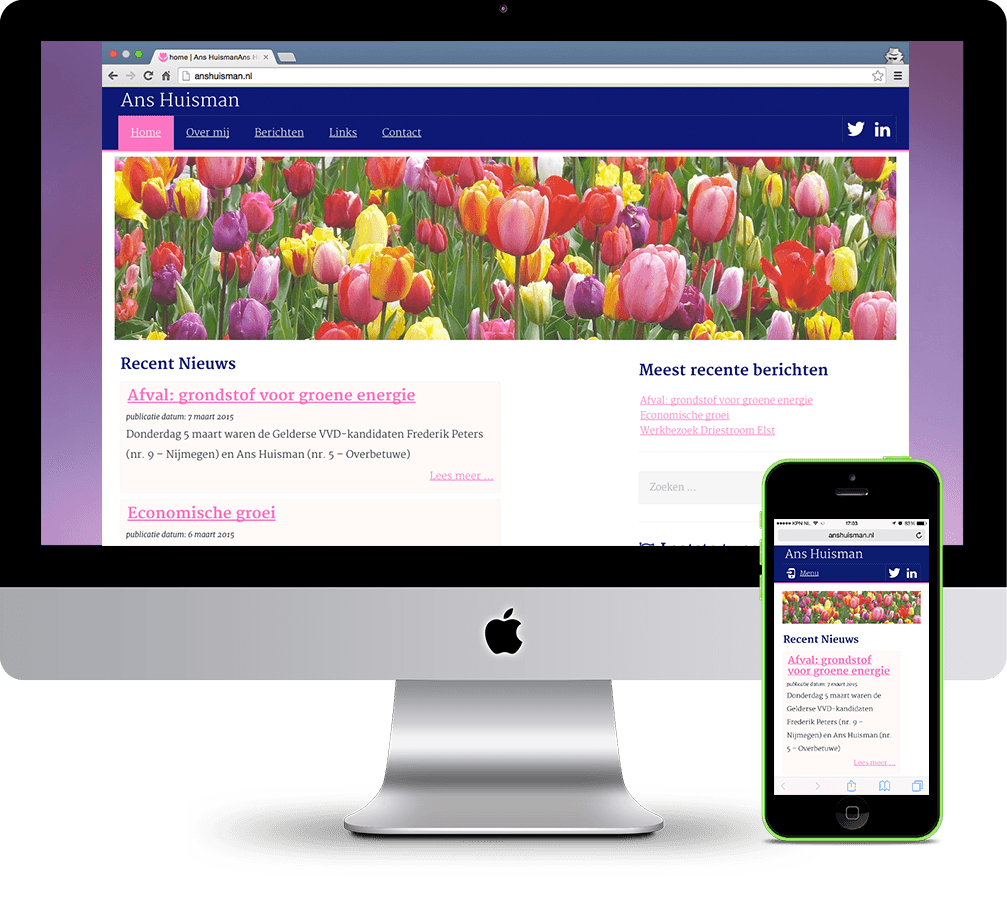 home | Ans HuismanAns H
anshuisman.nl
Ans Huisman
Home Over mij Berichten Links Contact
Recent Nieuws
Afval: grondstof voor groene energie
publicatie datum: 7 maart 2015
Donderdag 5 maart waren de Gelderse VVD-kandidaten Frederik Peters
(nr. 9 – Nijmegen) en Ans Huisman (nr. 5 – Overbetuwe)
Lees meer ...
Economische groei
publicatie datum: 6 maart 2015
Meest recente berichten
Afval: grondstof voor groene energie
Economische groei
Werkbezoek Driestroom Elst
Zoeken ...
KPN NL 17:03 83%
anshuisman.nl
Ans Huisman
Menu
Recent Nieuws
Afval: grondstof
voor groene energie
publicatie datum: 7 maart 2015
Donderdag 5 maart waren de
Gelderse VVD-kandidaten
Frederik Peters (nr. 9 –
Nijmegen) en Ans Huisman (nr.
5 – Overbetuwe)
Lees meer ...